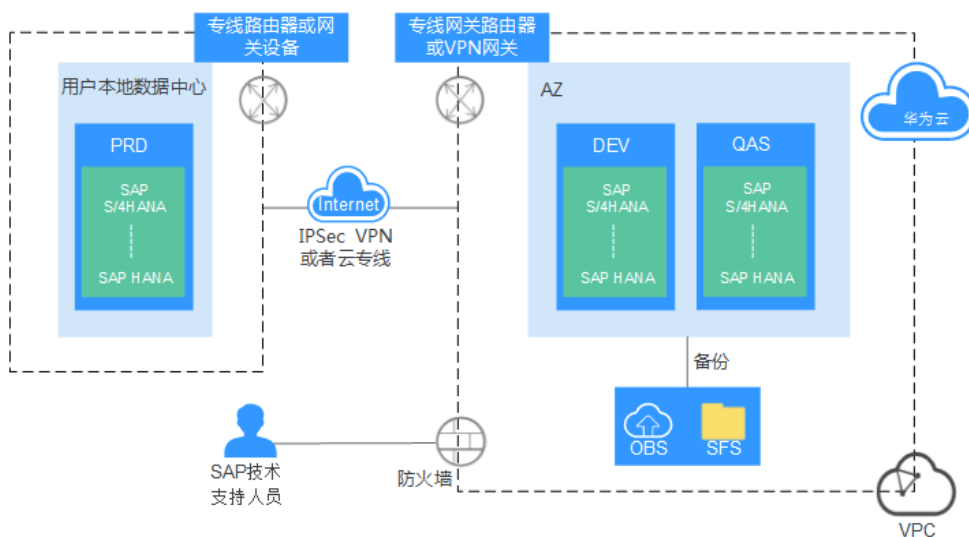 专线路由器或网
关设备
专线网关路由器
或VPN网关
用户本地数据中心
PRD
SAP
S/4HANA
SAP HANA
Internet
IPSec VPN
或者云专线
AZ
DEV
SAP
S/4HANA
SAP HANA
QAS
SAP
S/4HANA
SAP HANA
华为云
备份
OBS
SFS
SAP技术
支持人员
防火墙
VPC